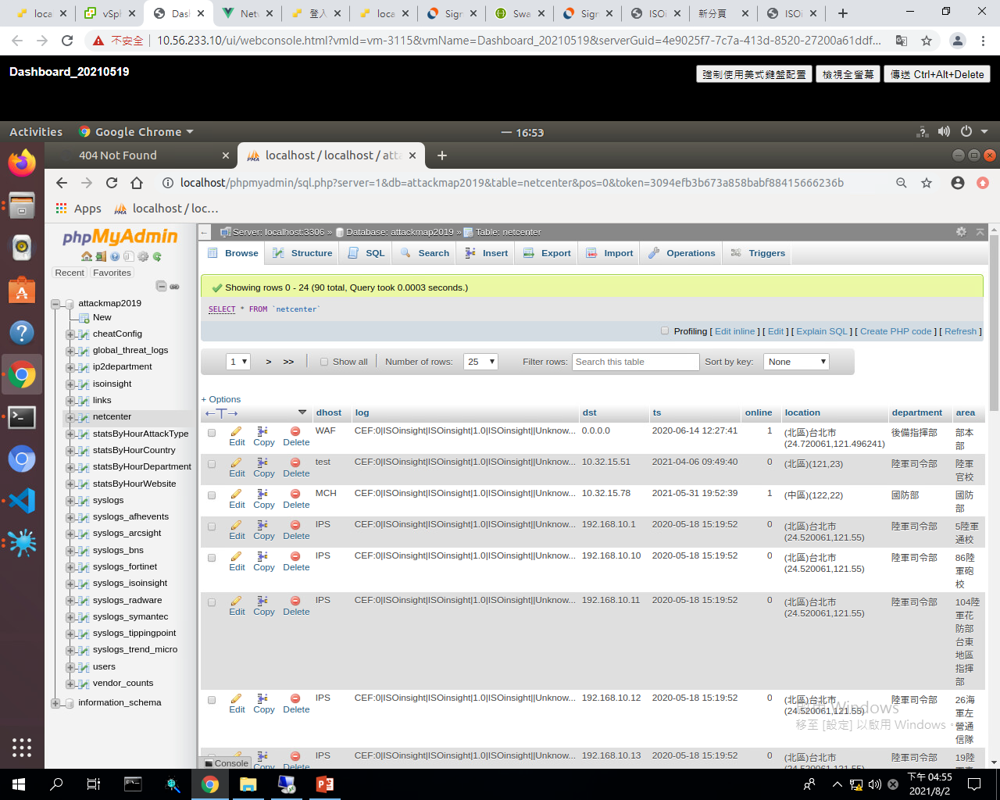 loca
vSph
Dash
Netw
登入
loca
Sign
Swa
Sign
ISOi
新分頁
ISOi
不安全
10.56.233.10/ui/webconsole.html?vmId=vm-3115&vmName=Dashboard_20210519&serverGuid=4e9025f7-7c7a-413d-8520-27200a61ddf...
Dashboard_20210519
強制使用美式鍵盤配置
檢視全螢幕
傳送 Ctrl+Alt+Delete
Activities
Google Chrome
16:53
404 Not Found
localhost / localhost / atta
localhost/phpmyadmin/sql.php?server=1&db=attackmap2019&table=netcenter&pos=0&token=3094efb3b673a858babf88415666236b
Apps
localhost / loc...
phpMyAdmin
Recent
Favorites
attackmap2019
New
cheatConfig
global_threat_logs
ip2department
isoinsight
links
netcenter
statsByHourAttackType
statsByHourCountry
statsByHourDepartment
statsByHourWebsite
syslogs
syslogs_afhevents
syslogs_arcsight
syslogs_bns
syslogs_fortinet
syslogs_isoinsight
syslogs_radware
syslogs_symantec
syslogs_tippingpoint
syslogs_trend_micro
users
vendor_counts
information_schema
Server: localhost:3306 » Database: attackmap2019 » Table: netcenter
Browse Structure SQL Search Insert Export Import Operations Triggers
Showing rows 0 - 24 (90 total, Query took 0.0003 seconds.)
SELECT * FROM `netcenter`
Profiling [ Edit inline ] [ Edit ] [ Explain SQL ] [ Create PHP code ] [ Refresh ]
1 > >> Show all Number of rows: 25 Filter rows: Search this table Sort by key: None
+ Options
dhost log dst ts online location department area
Edit Copy Delete WAF CEF:0|ISOinsight|ISOinsight|1.0|ISOinsight||Unknow... 0.0.0.0 2020-06-14 12:27:41 1 (北區)台北市 後備指揮部 部本
(24.720061,121.496241) 部
Edit Copy Delete test CEF:0|ISOinsight|ISOinsight|1.0|ISOinsight||Unknow... 10.32.15.51 2021-04-06 09:49:40 0 (北區)(121,23) 陸軍司令部 陸軍
官校
Edit Copy Delete MCH CEF:0|ISOinsight|ISOinsight|1.0|ISOinsight||Unknow... 10.32.15.78 2021-05-31 19:52:39 1 (中區)(122,22) 國防部 國防
部
Edit Copy Delete IPS CEF:0|ISOinsight|ISOinsight|1.0|ISOinsight||Unknow... 192.168.10.1 2020-05-18 15:19:52 0 (北區)台北市 陸軍司令部 5陸軍
(24.520061,121.55) 通校
Edit Copy Delete IPS CEF:0|ISOinsight|ISOinsight|1.0|ISOinsight||Unknow... 192.168.10.10 2020-05-18 15:19:52 0 (北區)台北市 陸軍司令部 86陸
(24.520061,121.55) 軍砲
校
Edit Copy Delete IPS CEF:0|ISOinsight|ISOinsight|1.0|ISOinsight||Unknow... 192.168.10.11 2020-05-18 15:19:52 0 (北區)台北市 陸軍司令部 104陸
(24.520061,121.55) 軍花
防部
台東
地區
指揮
部
Edit Copy Delete IPS CEF:0|ISOinsight|ISOinsight|1.0|ISOinsight||Unknow... 192.168.10.12 2020-05-18 15:19:52 0 (北區)台北市 陸軍司令部 26海
(24.520061,121.55) 軍左
營通
信隊
啟用 Windows
移至 [設定] 以啟用 Windows。
Delete IPS CEF:0|ISOinsight|ISOinsight|1.0|ISOinsight||Unknow... 192.168.10.13 2020-05-18 15:19:52 0 (北區)台北市 陸軍司令部 19陸
Console
下午 04:55
2021/8/2